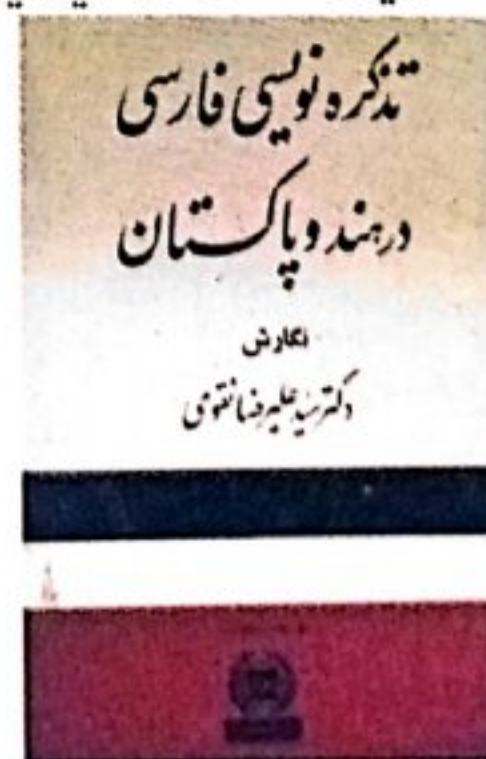 تذکره نویسی فارسی
در هند و پاکستان
نگارش
دکتر سید علیرضا نقوی